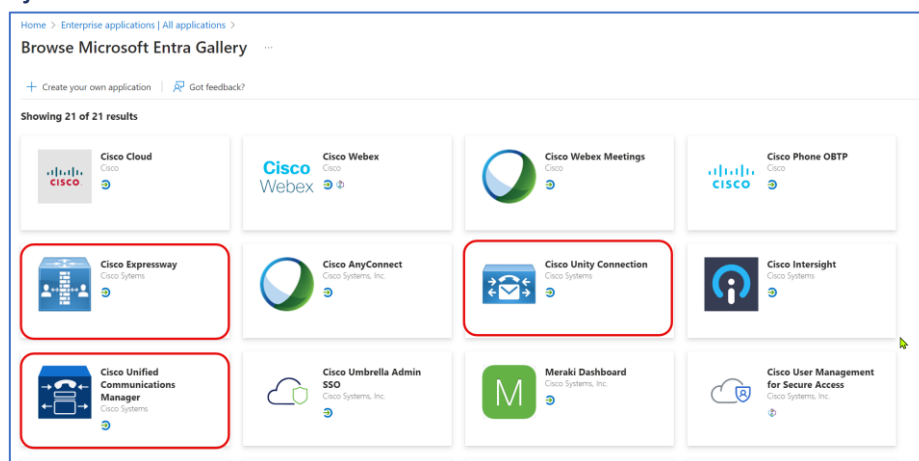 Home > Enterprise applications | All applications >
Browse Microsoft Entra Gallery ...
+ Create your own application | Got feedback?
Showing 21 of 21 results
CISCO
Cisco Cloud
Cisco
Cisco
Webex
Cisco Webex
Cisco
Cisco Webex Meetings
Cisco
CISCO
Cisco Phone OBTP
Cisco
Cisco Expressway
Cisco Sytems
Cisco AnyConnect
Cisco Systems, Inc.
Cisco Unity Connection
Cisco Systems
Cisco Intersight
Cisco Systems
Cisco Unified
Communications
Manager
Cisco Systems
Cisco Umbrella Admin
SSO
Cisco Systems, Inc.
M
Meraki Dashboard
Cisco Systems, Inc.
Cisco User Management
for Secure Access
Cisco Systems, Inc.